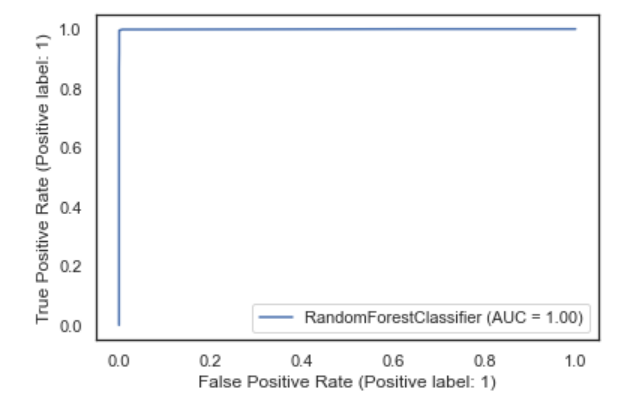 True Positive Rate (Positive label: 1)
1.0
0.8
0.6
0.4
0.2
0.0
RandomForestClassifier (AUC = 1.00)
0.0 0.2 0.4 0.6 0.8 1.0
False Positive Rate (Positive label: 1)